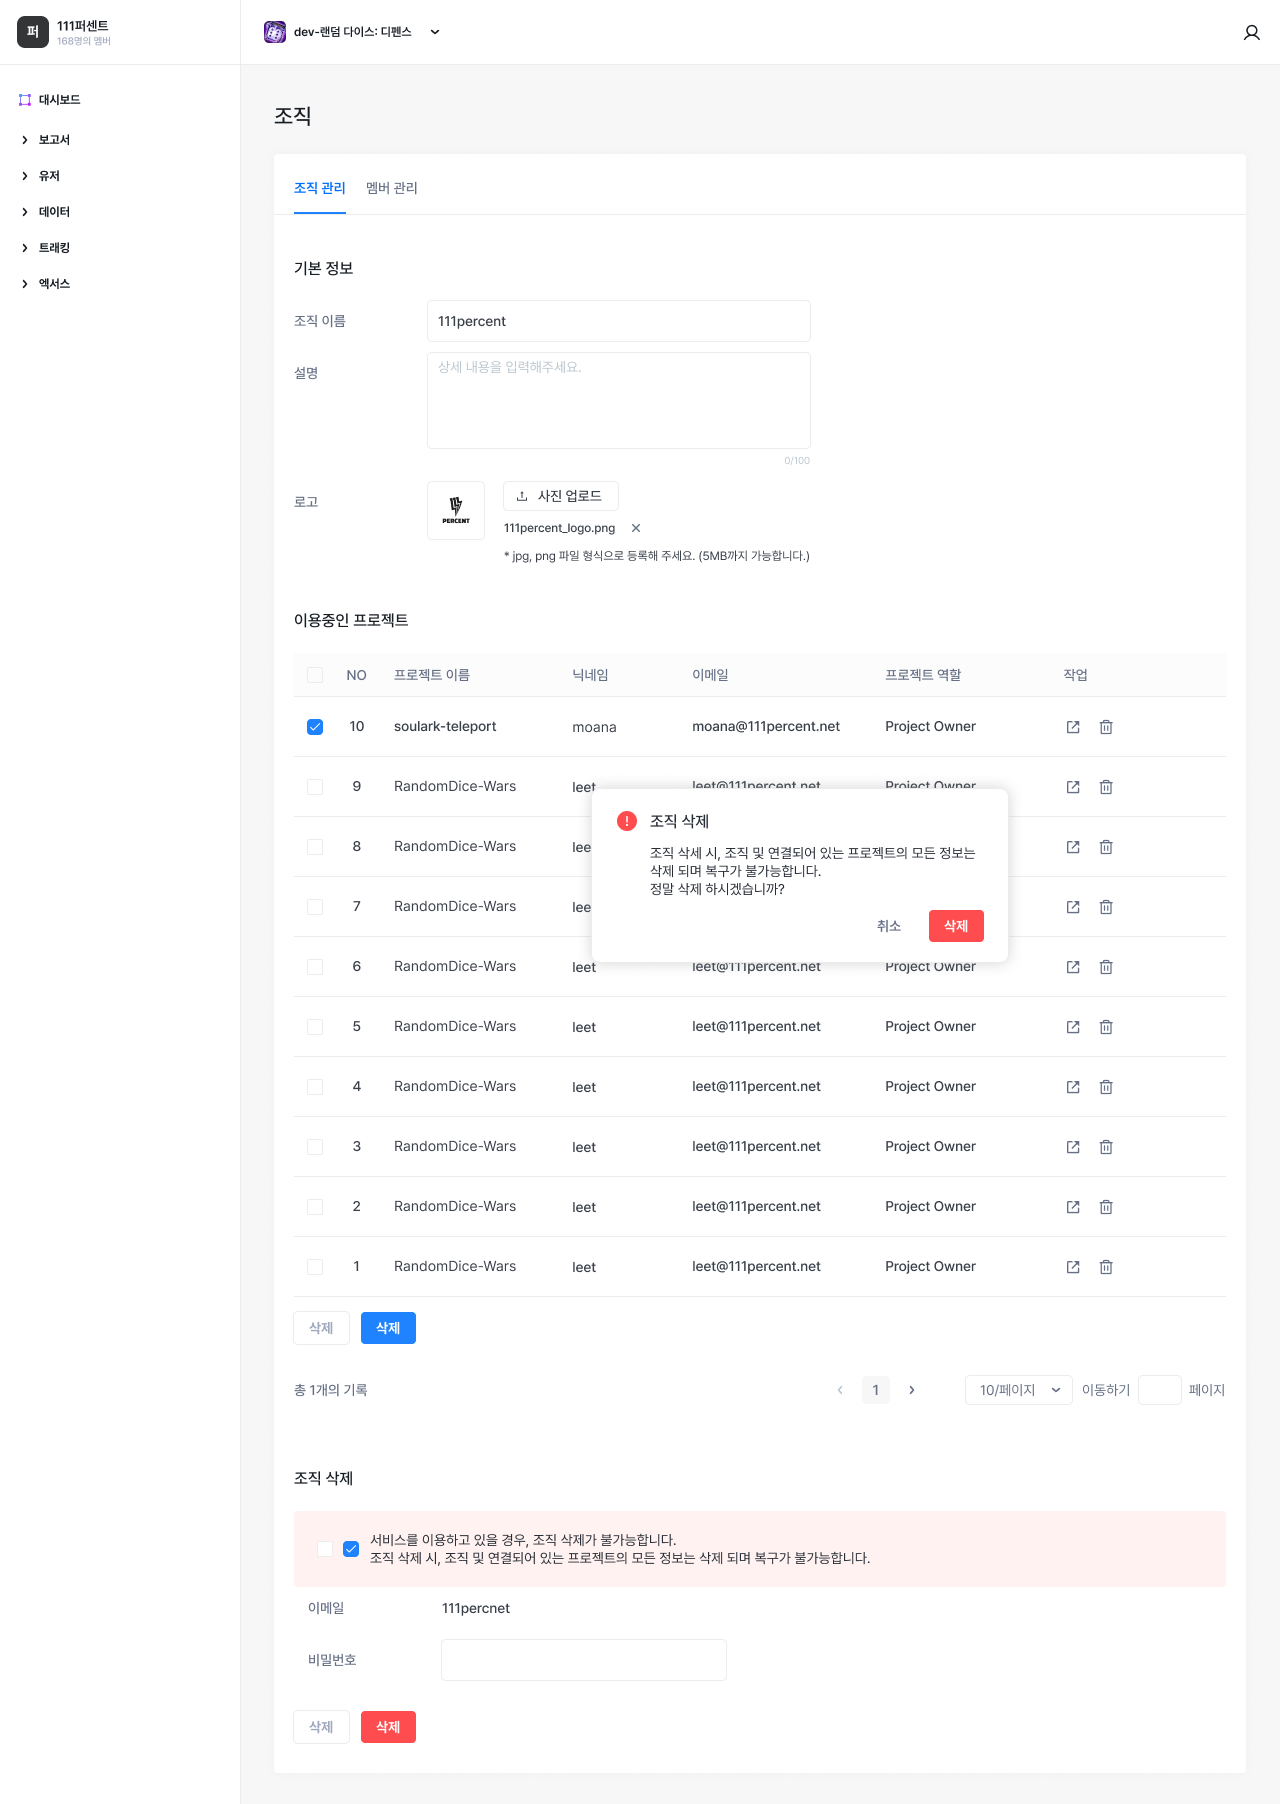 퍼
111퍼센트
168명의 멤버
dev-랜덤 다이스: 디펜스
대시보드
보고서
유저
데이터
트래킹
엑서스
조직
조직 관리
멤버 관리
기본 정보
조직 이름
111percent
설명
상세 내용을 입력해주세요.
0/100
로고
PERCENT
사진 업로드
111percent_logo.png
* jpg, png 파일 형식으로 등록해 주세요. (5MB까지 가능합니다.)
이용중인 프로젝트
NO 프로젝트 이름 닉네임 이메일 프로젝트 역할 작업
10 soulark-teleport moana moana@111percent.net Project Owner
9 RandomDice-Wars leet leet@111percent.net Project Owner
8 RandomDice-Wars lee
7 RandomDice-Wars lee
6 RandomDice-Wars leet leet@111percent.net Project Owner
5 RandomDice-Wars leet leet@111percent.net Project Owner
4 RandomDice-Wars leet leet@111percent.net Project Owner
3 RandomDice-Wars leet leet@111percent.net Project Owner
2 RandomDice-Wars leet leet@111percent.net Project Owner
1 RandomDice-Wars leet leet@111percent.net Project Owner
조직 삭제
조직 삭세 시, 조직 및 연결되어 있는 프로젝트의 모든 정보는
삭제 되며 복구가 불가능합니다.
정말 삭제 하시겠습니까?
취소
삭제
삭제
삭제
총 1개의 기록
1
10/페이지
이동하기
페이지
조직 삭제
서비스를 이용하고 있을 경우, 조직 삭제가 불가능합니다.
조직 삭제 시, 조직 및 연결되어 있는 프로젝트의 모든 정보는 삭제 되며 복구가 불가능합니다.
이메일
111percnet
비밀번호
삭제
삭제